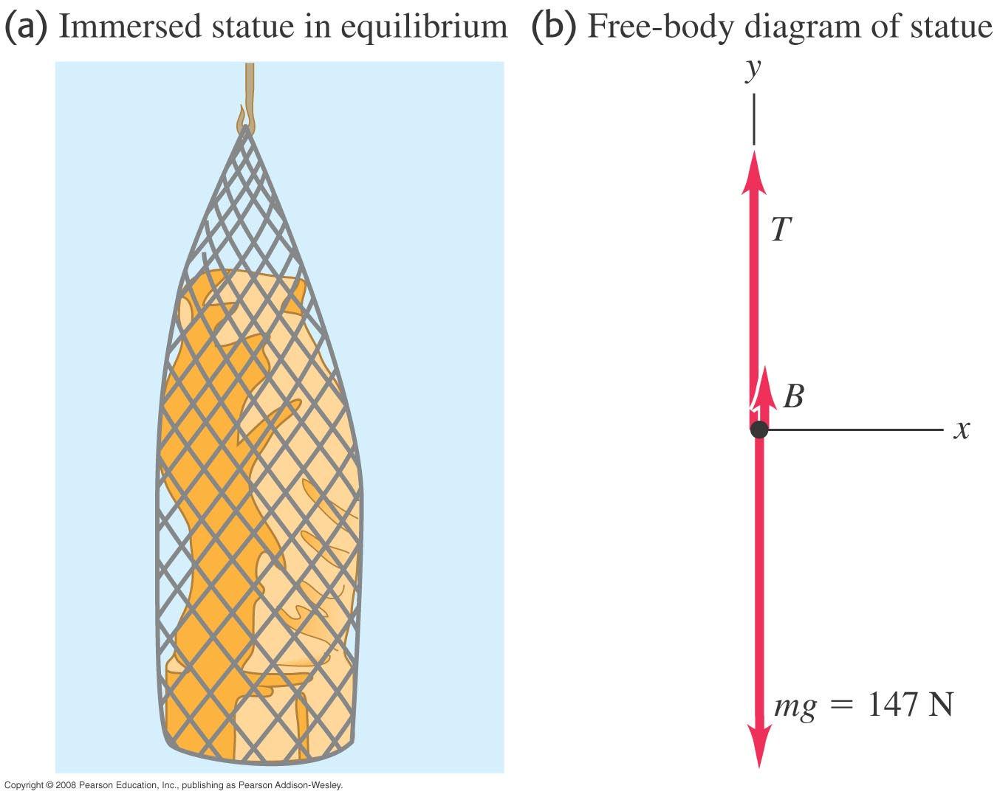 (a) Immersed statue in equilibrium
(b) Free-body diagram of statue
y
T
B
x
mg = 147 N
Copyright © 2008 Pearson Education, Inc., publishing as Pearson Addison-Wesley.